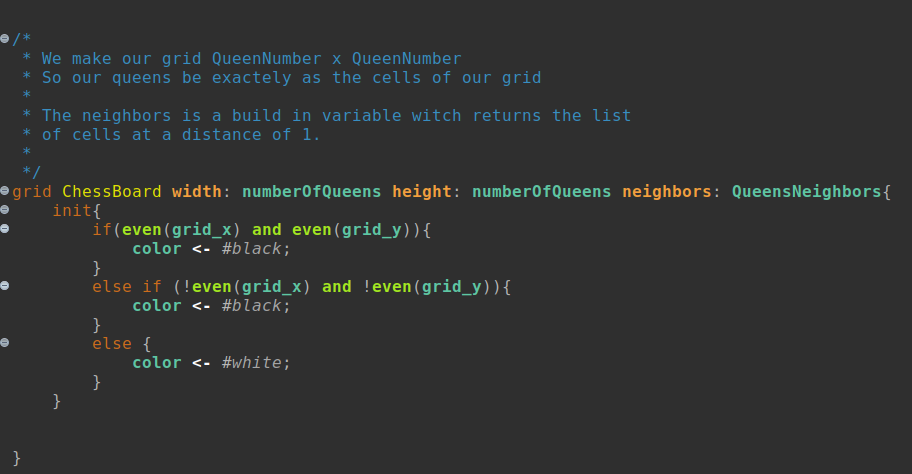 /*
 * We make our grid QueenNumber x QueenNumber
 * So our queens be exactely as the cells of our grid
 *
 * The neighbors is a build in variable witch returns the list
 * of cells at a distance of 1.
 *
 */
grid ChessBoard width: numberOfQueens height: numberOfQueens neighbors: QueensNeighbors{
    init{
        if(even(grid_x) and even(grid_y)){
            color <- #black;
        }
        else if (!even(grid_x) and !even(grid_y)){
            color <- #black;
        }
        else {
            color <- #white;
        }
    }
}